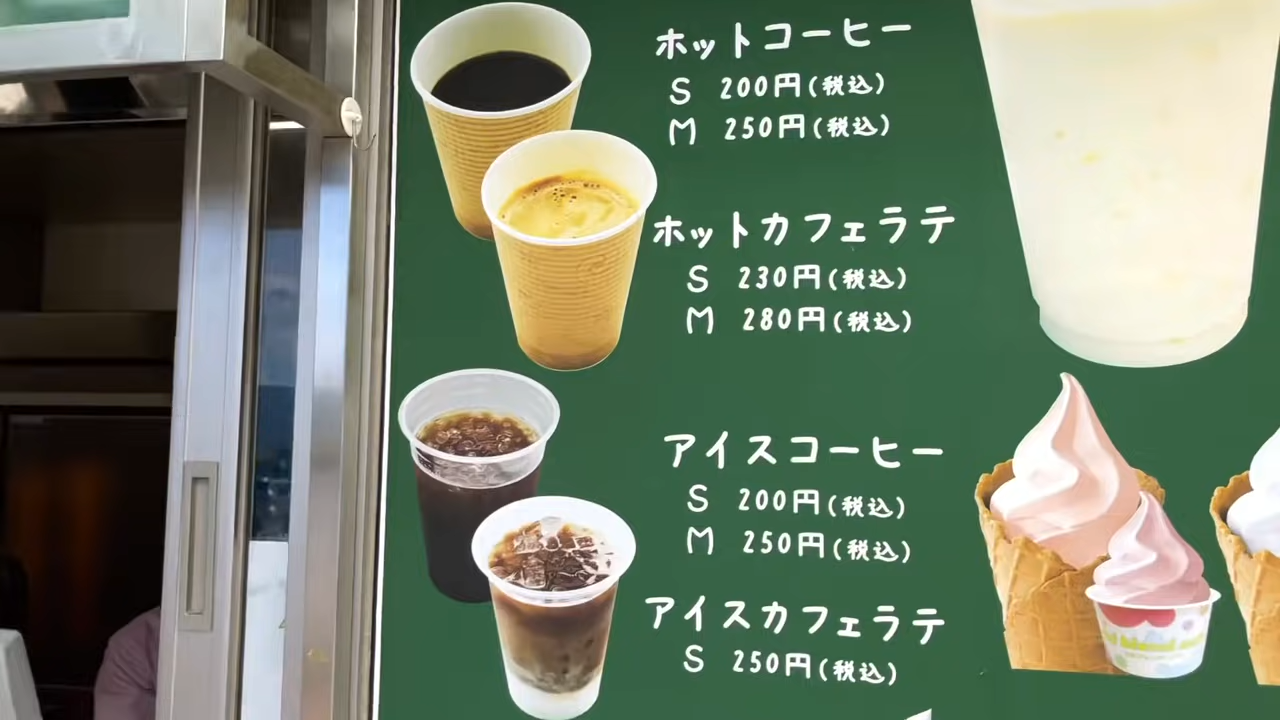 ホットコーヒー
S 200円(税込)
M 250円(税込)
ホットカフェラテ
S 230円(税込)
M 280円(税込)
アイスコーヒー
S 200円(税込)
M 250円(税込)
アイスカフェラテ
S 250円(税込)